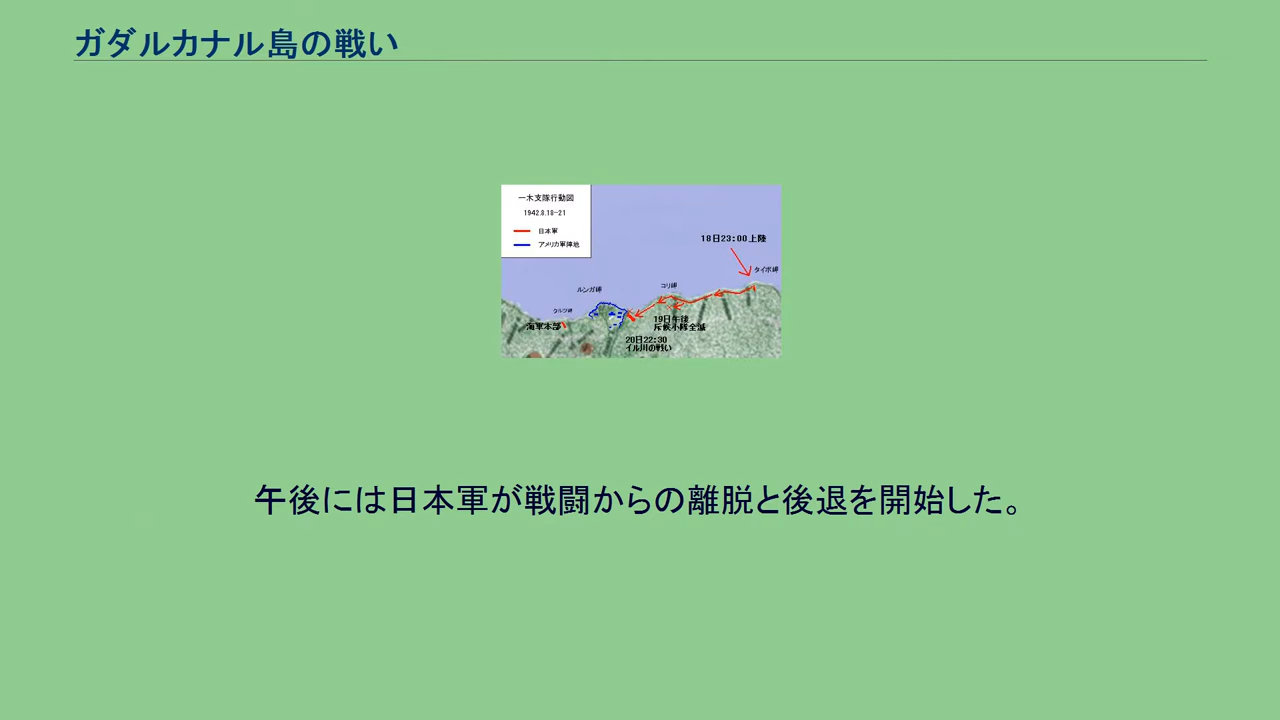 ガダルカナル島の戦い
一木支隊行動図
1942.8.18-21
日本軍
アメリカ軍陣地
18日23:00上陸
タイボ岬
コリ岬
ルンガ岬
クルツ岬
海軍本部
19日午後
斥候小隊全滅
20日22:30
イル川の戦い
午後には日本軍が戦闘からの離脱と後退を開始した。